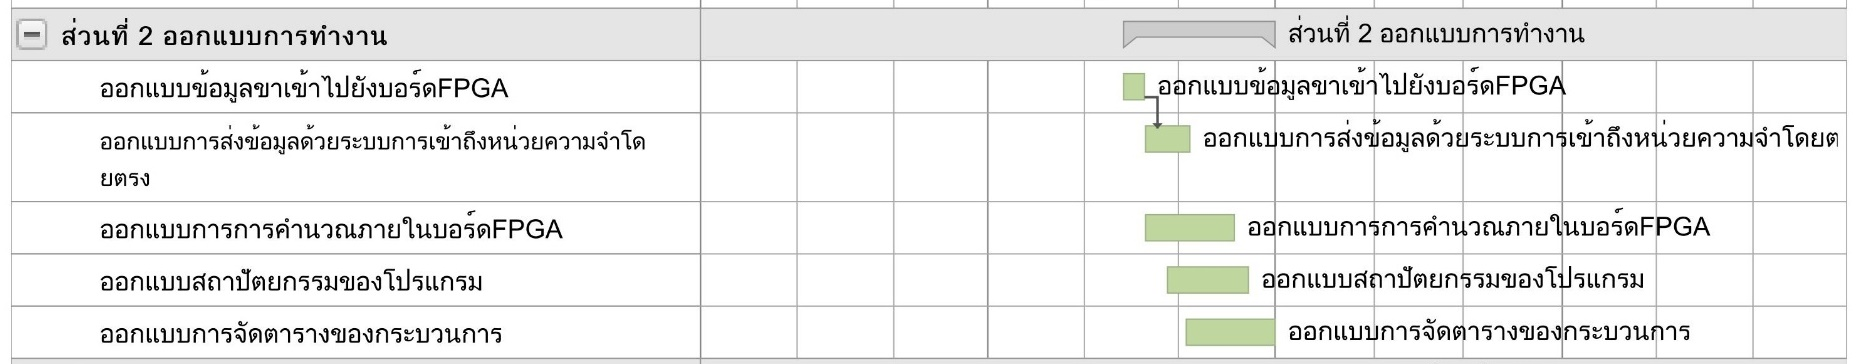 ส่วนที่ 2 ออกแบบการทำงาน
ส่วนที่ 2 ออกแบบการทำงาน
ออกแบบข้อมูลขาเข้าไปยังบอร์ดFPGA
ออกแบบข้อมูลขาเข้าไปยังบอร์ดFPGA
ออกแบบการส่งข้อมูลด้วยระบบการเข้าถึงหน่วยความจำโด
ยตรง
ออกแบบการส่งข้อมูลด้วยระบบการเข้าถึงหน่วยความจำโดยต
ออกแบบการการคำนวณภายในบอร์ดFPGA
ออกแบบการการคำนวณภายในบอร์ดFPGA
ออกแบบสถาปัตยกรรมของโปรแกรม
ออกแบบสถาปัตยกรรมของโปรแกรม
ออกแบบการจัดตารางของกระบวนการ
ออกแบบการจัดตารางของกระบวนการ